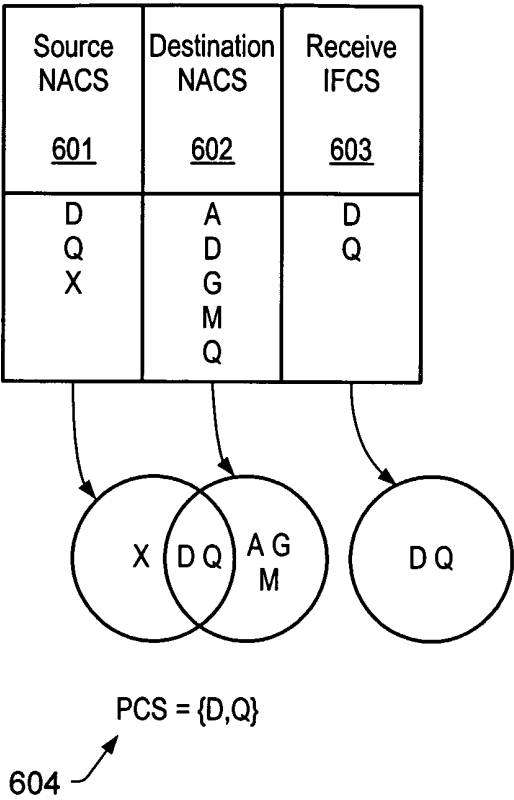 Source NACS
601
Destination NACS
602
Receive IFCS
603
D
Q
X
A
D
G
M
Q
D
Q
X
D Q
A G
M
D Q
PCS = {D,Q}
604